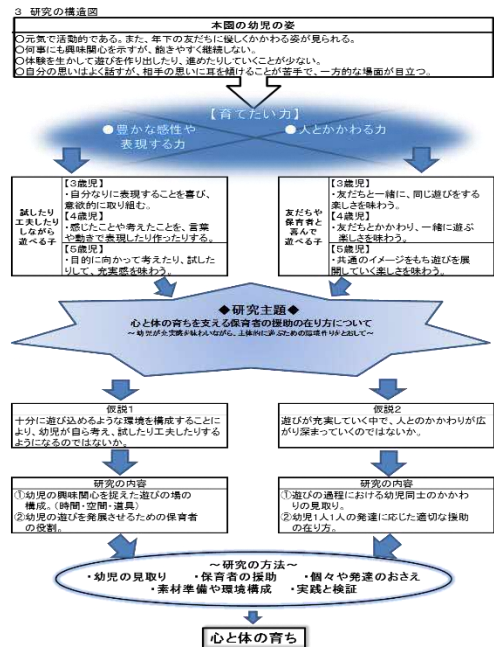 3 研究の構造図
本園の幼児の姿
○元気で活動的である。また、年下の友だちに優しくかかわる姿が見られる。
○何事にも興味関心を示すが、飽きやすく継続しない。
○体験を生かして遊びを作り出したり、進めたりしていくことが少ない。
○自分の思いはよく話すが、相手の思いに耳を傾けることが苦手で、一方的な場面が目立つ。
【育てたい力】
●豊かな感性や
表現する力
●人とかかわる力
試したり
工夫したり
しながら
遊べる子
【3歳児】
・自分なりに表現することを喜び、
意欲的に取り組む。
【4歳児】
・感じたことや考えたことを、言葉
や動きで表現したり作ったりする。
【5歳児】
・目的に向かって考えたり、試した
りして、充実感を味わう。
友だちや
保育者と
喜んで
遊べる子
【3歳児】
・友だちと一緒に、同じ遊びをする
楽しさを味わう。
【4歳児】
・友だちとかかわり、一緒に遊ぶ
楽しさを味わう。
【5歳児】
・共通のイメージをもち遊びを展
開していく楽しさを味わう。
◆研究主題◆
心と体の育ちを支える保育者の援助の在り方について
～幼児が充実感を味わいながら、主体的に遊ぶための環境作りをとおして～
仮説1
十分に遊び込めるような環境を構成することに
より、幼児が自ら考え、試したり工夫したりする
ようになるのではないか。
仮説2
遊びが充実していく中で、人とのかかわりが広
がり深まっていくのではないか。
研究の内容
①幼児の興味関心を捉えた遊びの場の
構成。(時間・空間・道具)
②幼児の遊びを発展させるための保育者
の役割。
研究の内容
①遊びの過程における幼児同士のかかわ
りの見取り。
②幼児1人1人の発達に応じた適切な援助
の在り方。
～研究の方法～
・幼児の見取り ・保育者の援助 ・個々や発達のおさえ
・素材準備や環境構成 ・実践と検証
心と体の育ち